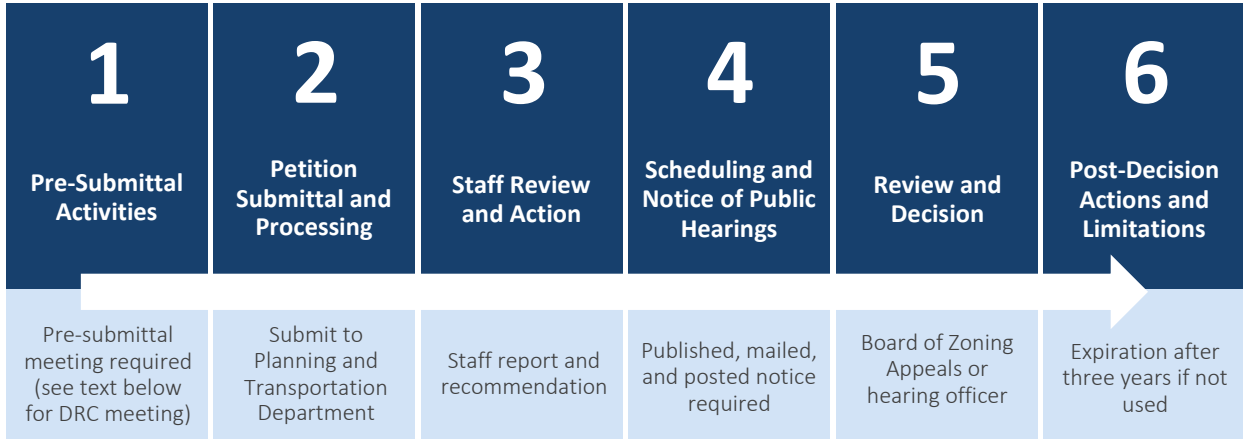 1
Pre-Submittal
Activities
Pre-submittal
meeting required
(see text below
for DRC meeting)
2
Petition
Submittal and
Processing
Submit to
Planning and
Transportation
Department
3
Staff Review
and Action
Staff report and
recommendation
4
Scheduling and
Notice of Public
Hearings
Published, mailed,
and posted notice
required
5
Review and
Decision
Board of Zoning
Appeals or
hearing officer
6
Post-Decision
Actions and
Limitations
Expiration after
three years if not
used